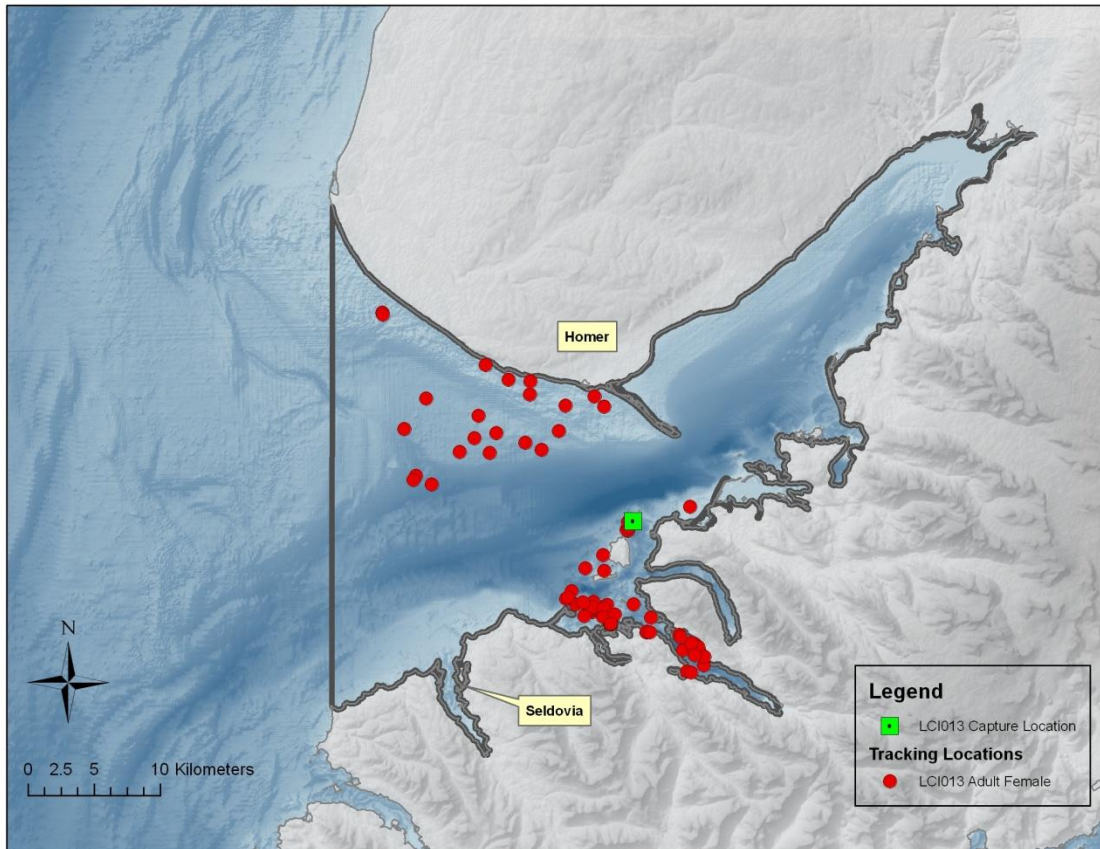 Homer
Seldovia
N
0 2.5 5 10 Kilometers
Legend
LCI013 Capture Location
Tracking Locations
LCI013 Adult Female